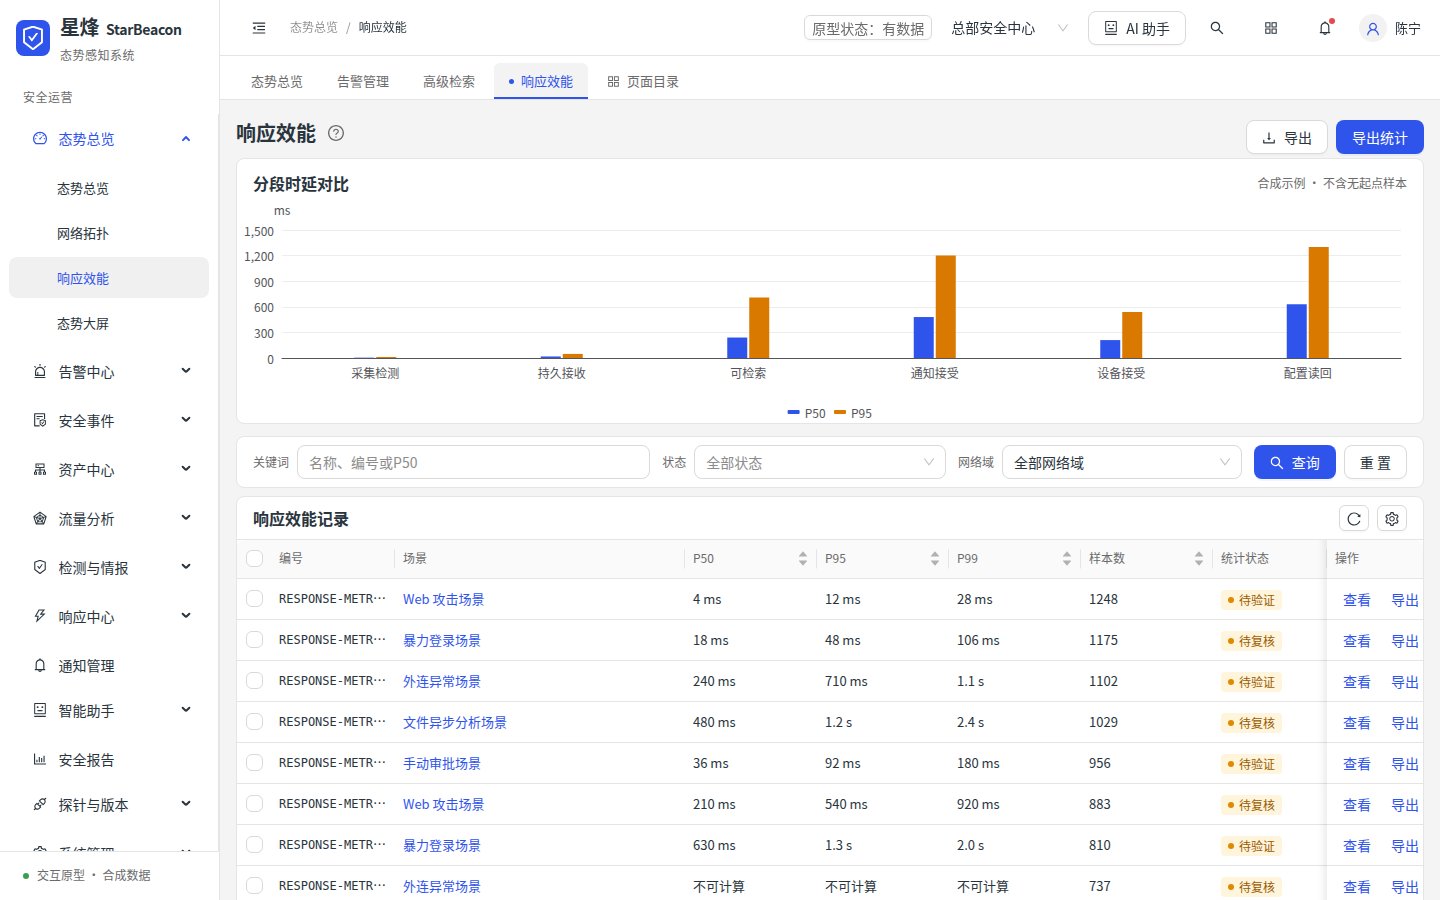 星烽 StarBeacon
态势感知系统
安全运营
态势总览
态势总览
网络拓扑
响应效能
态势大屏
告警中心
安全事件
资产中心
流量分析
检测与情报
响应中心
通知管理
智能助手
安全报告
探针与版本
系统管理
交互原型 · 合成数据
态势总览 / 响应效能
原型状态：有数据
总部安全中心
AI 助手
陈宁
态势总览
告警管理
高级检索
响应效能
页面目录
响应效能
导出
导出统计
分段时延对比
合成示例 · 不含无起点样本
ms
1,500
1,200
900
600
300
0
采集检测 持久接收 可检索 通知接受 设备接受 配置读回
P50 P95
关键词 名称、编号或P50 状态 全部状态 网络域 全部网络域 查询 重 置
响应效能记录
编号 场景 P50 P95 P99 样本数 统计状态 操作
RESPONSE-METR··· Web 攻击场景 4 ms 12 ms 28 ms 1248 待验证 查看 导出
RESPONSE-METR··· 暴力登录场景 18 ms 48 ms 106 ms 1175 待复核 查看 导出
RESPONSE-METR··· 外连异常场景 240 ms 710 ms 1.1 s 1102 待验证 查看 导出
RESPONSE-METR··· 文件异步分析场景 480 ms 1.2 s 2.4 s 1029 待复核 查看 导出
RESPONSE-METR··· 手动审批场景 36 ms 92 ms 180 ms 956 待验证 查看 导出
RESPONSE-METR··· Web 攻击场景 210 ms 540 ms 920 ms 883 待复核 查看 导出
RESPONSE-METR··· 暴力登录场景 630 ms 1.3 s 2.0 s 810 待验证 查看 导出
RESPONSE-METR··· 外连异常场景 不可计算 不可计算 不可计算 737 待复核 查看 导出